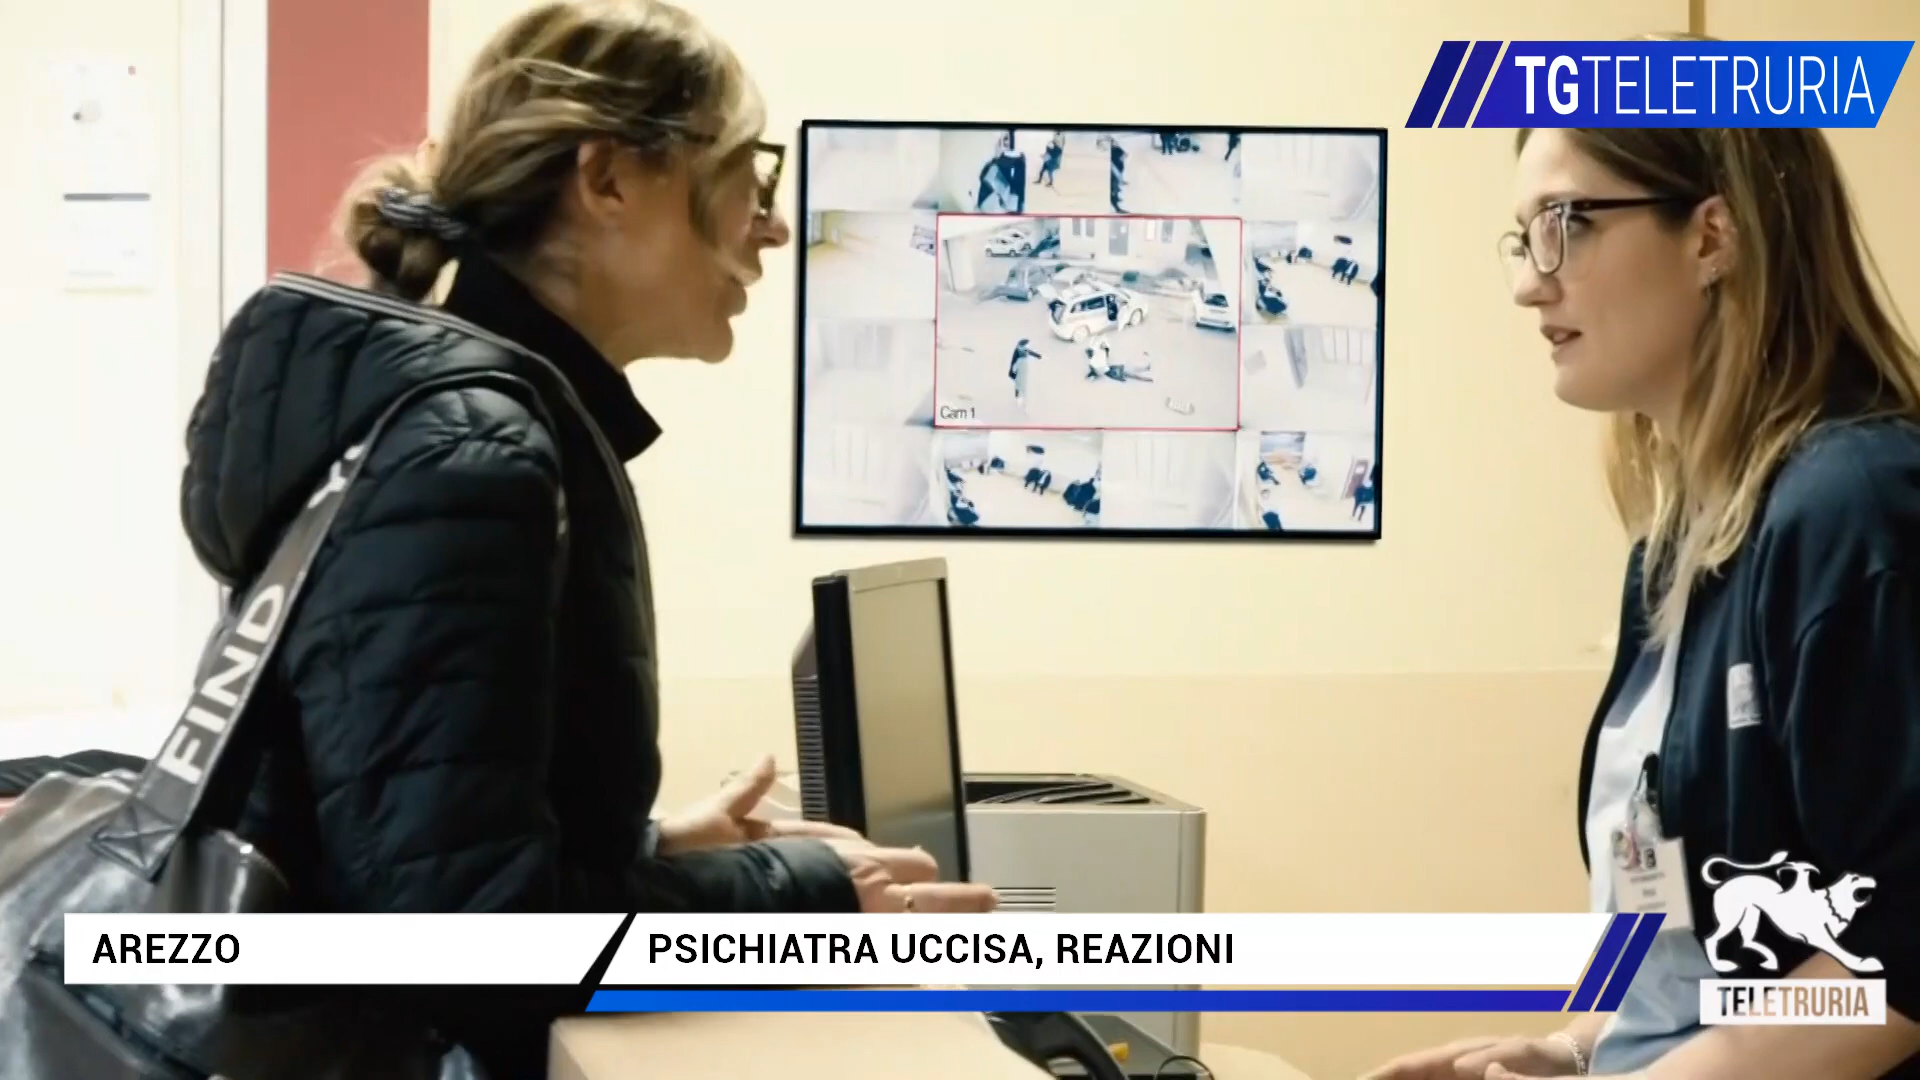 TGTELETRURIA
Cam 1
FIND
AREZZO
PSICHIATRA UCCISA, REAZIONI
TELETRURIA